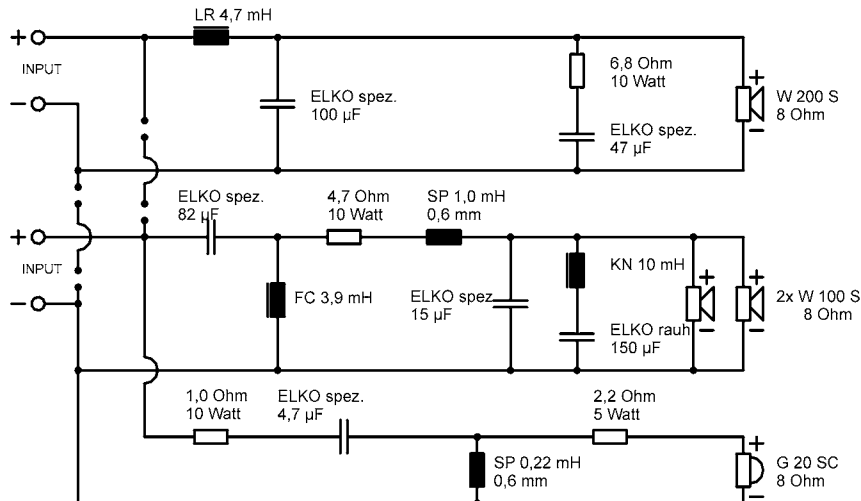 LR 4,7 mH
+
INPUT
−
ELKO spez.
100 µF
6,8 Ohm
10 Watt
ELKO spez.
47 µF
+
W 200 S
8 Ohm
−
ELKO spez.
82 µF
4,7 Ohm
10 Watt
SP 1,0 mH
0,6 mm
+
INPUT
−
FC 3,9 mH
ELKO spez.
15 µF
KN 10 mH
ELKO rauh
150 µF
+
−
+
2x W 100 S
8 Ohm
−
1,0 Ohm
10 Watt
ELKO spez.
4,7 µF
2,2 Ohm
5 Watt
SP 0,22 mH
0,6 mm
+
G 20 SC
8 Ohm
−